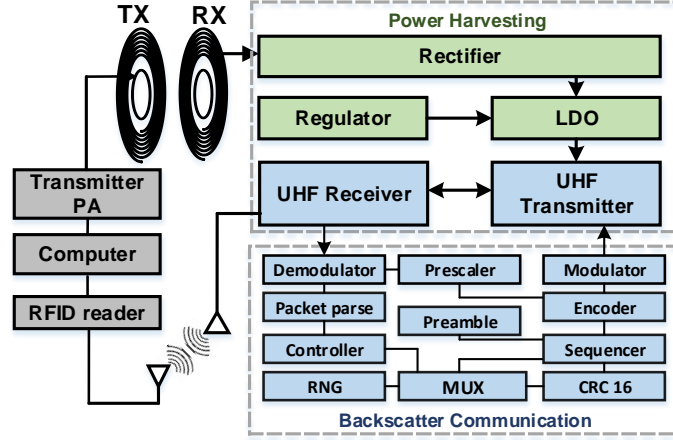 TX
RX
Power Harvesting
Rectifier
Regulator
LDO
Transmitter
PA
UHF Receiver
UHF
Transmitter
Computer
RFID reader
Demodulator
Prescaler
Modulator
Packet parse
Encoder
Preamble
Controller
Sequencer
RNG
MUX
CRC 16
Backscatter Communication